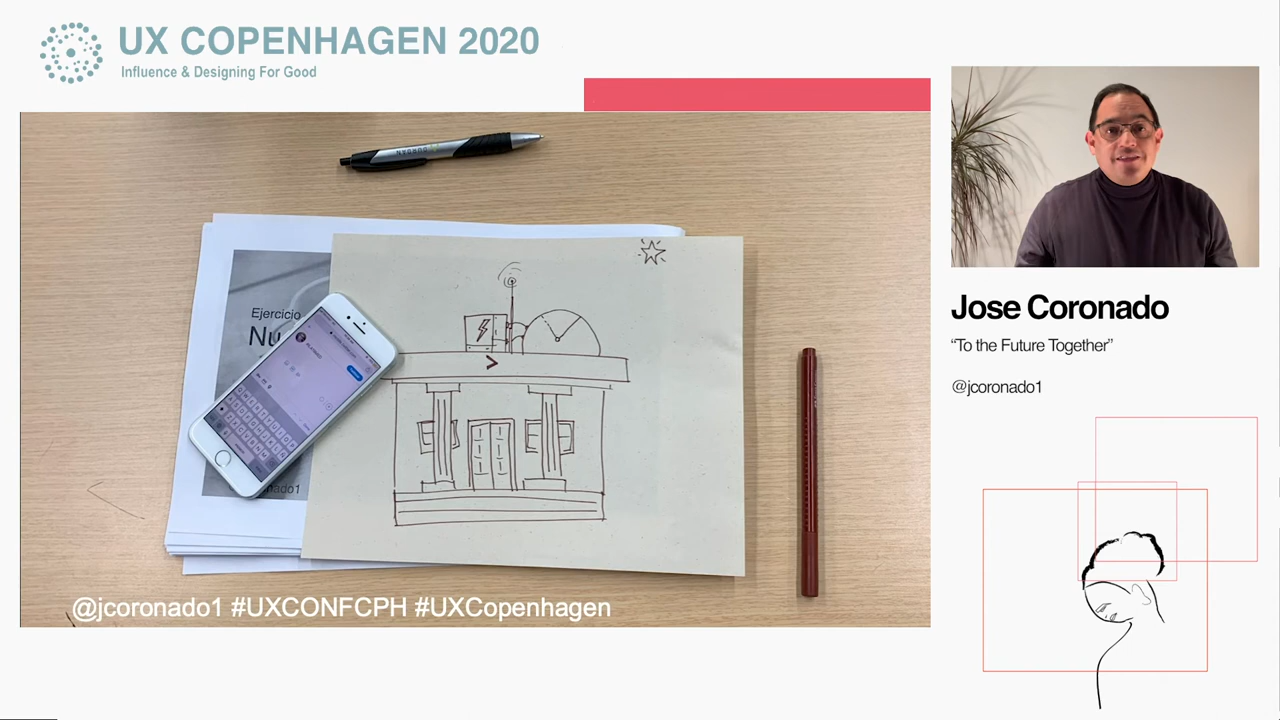 UX COPENHAGEN 2020
Influence & Designing For Good
Ejercicio
Nu
onado1
@jcoronado1 #UXCONFCPH #UXCopenhagen
Jose Coronado
“To the Future Together”
@jcoronado1